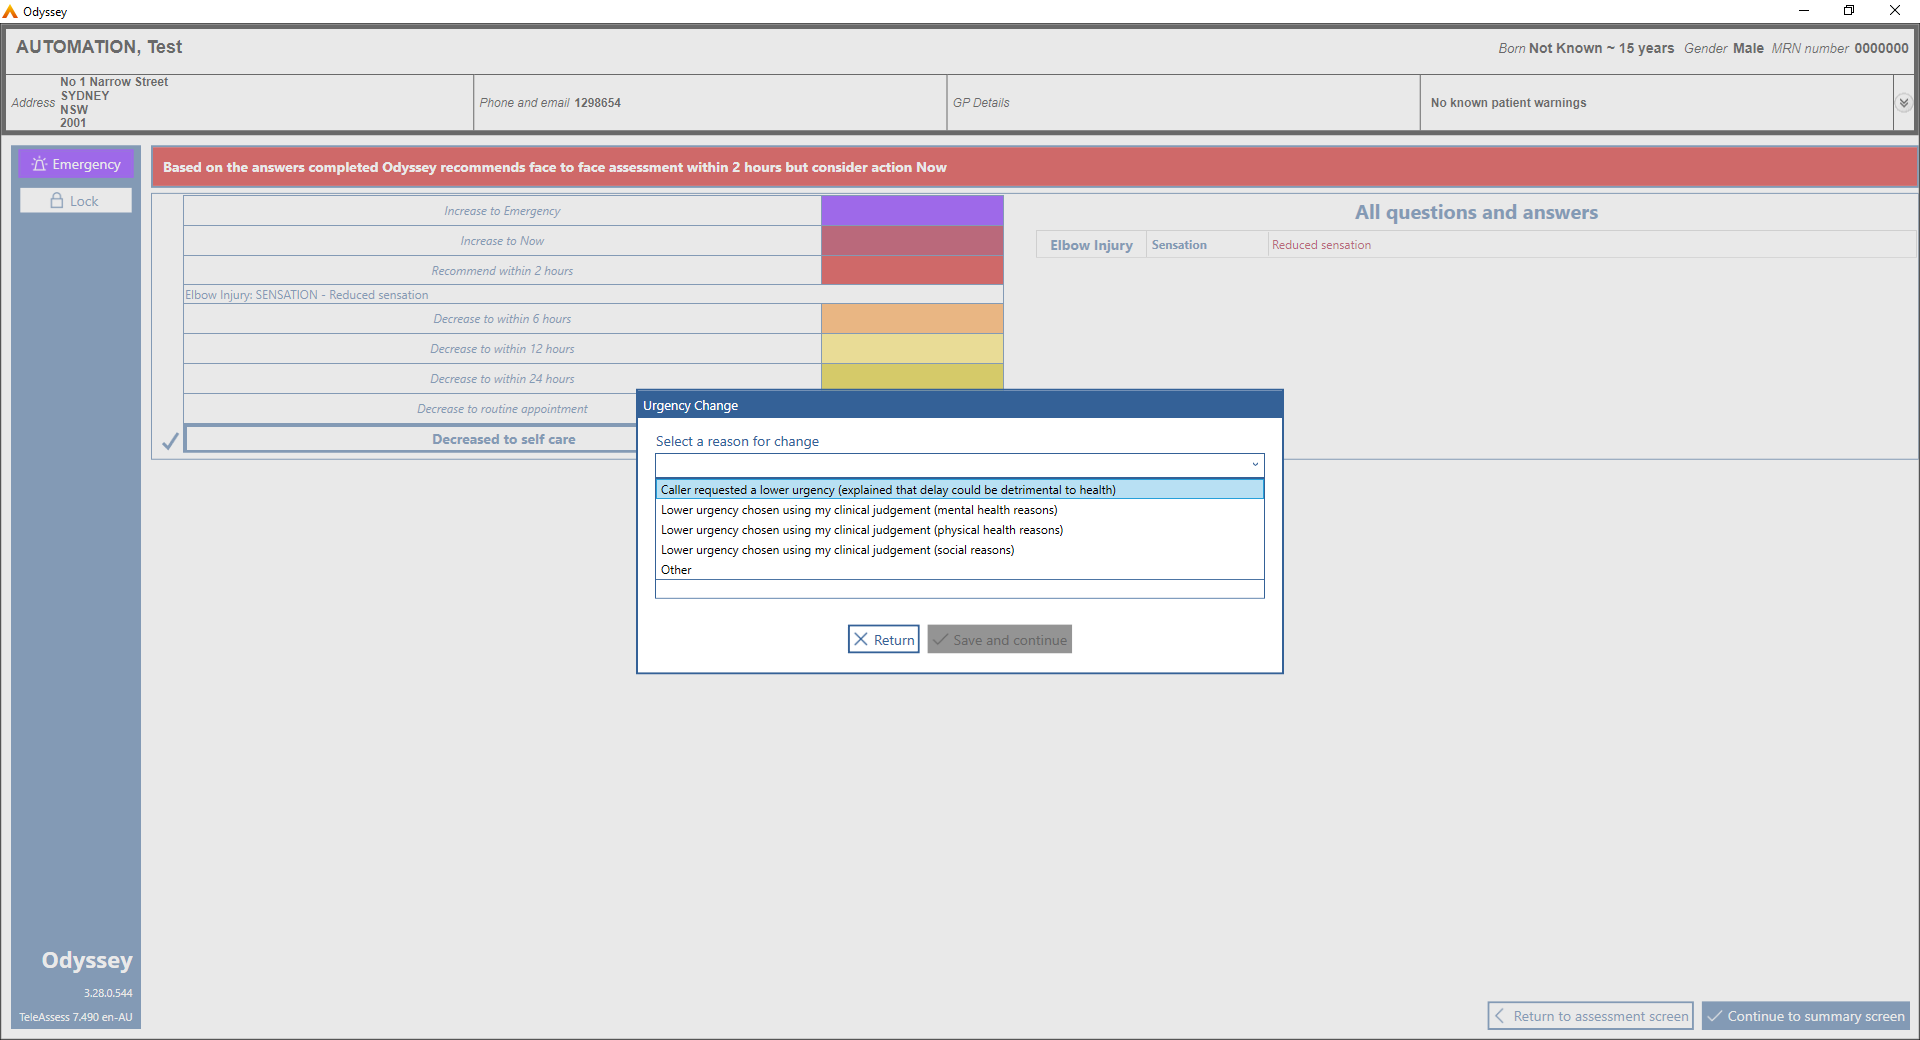 Odyssey
AUTOMATION, Test
Born Not Known ~ 15 years Gender Male MRN number 0000000
Address
No 1 Narrow Street
SYDNEY
NSW
2001
Phone and email 1298654
GP Details
No known patient warnings
Emergency
Lock
Based on the answers completed Odyssey recommends face to face assessment within 2 hours but consider action Now
Increase to Emergency
Increase to Now
Recommend within 2 hours
Elbow Injury: SENSATION - Reduced sensation
Decrease to within 6 hours
Decrease to within 12 hours
Decrease to within 24 hours
Decrease to routine appointment
Decreased to self care
All questions and answers
Elbow Injury Sensation Reduced sensation
Urgency Change
Select a reason for change
Caller requested a lower urgency (explained that delay could be detrimental to health)
Lower urgency chosen using my clinical judgement (mental health reasons)
Lower urgency chosen using my clinical judgement (physical health reasons)
Lower urgency chosen using my clinical judgement (social reasons)
Other
Return
Save and continue
Odyssey
3.28.0.544
TeleAssess 7.490 en-AU
Return to assessment screen
Continue to summary screen